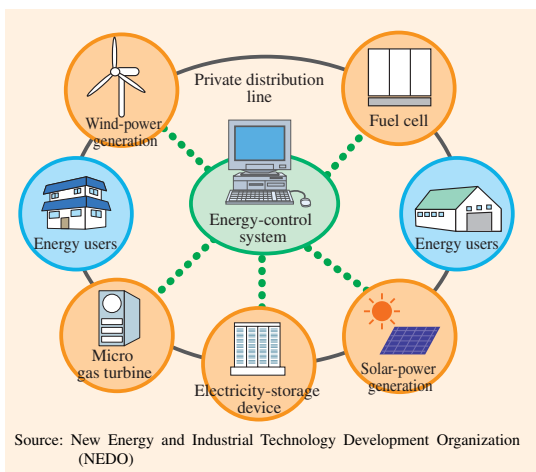 Private distribution
line
Wind-power
generation
Fuel cell
Energy users
Energy-control
system
Energy users
Micro
gas turbine
Electricity-storage
device
Solar-power
generation
Source: New Energy and Industrial Technology Development Organization
(NEDO)